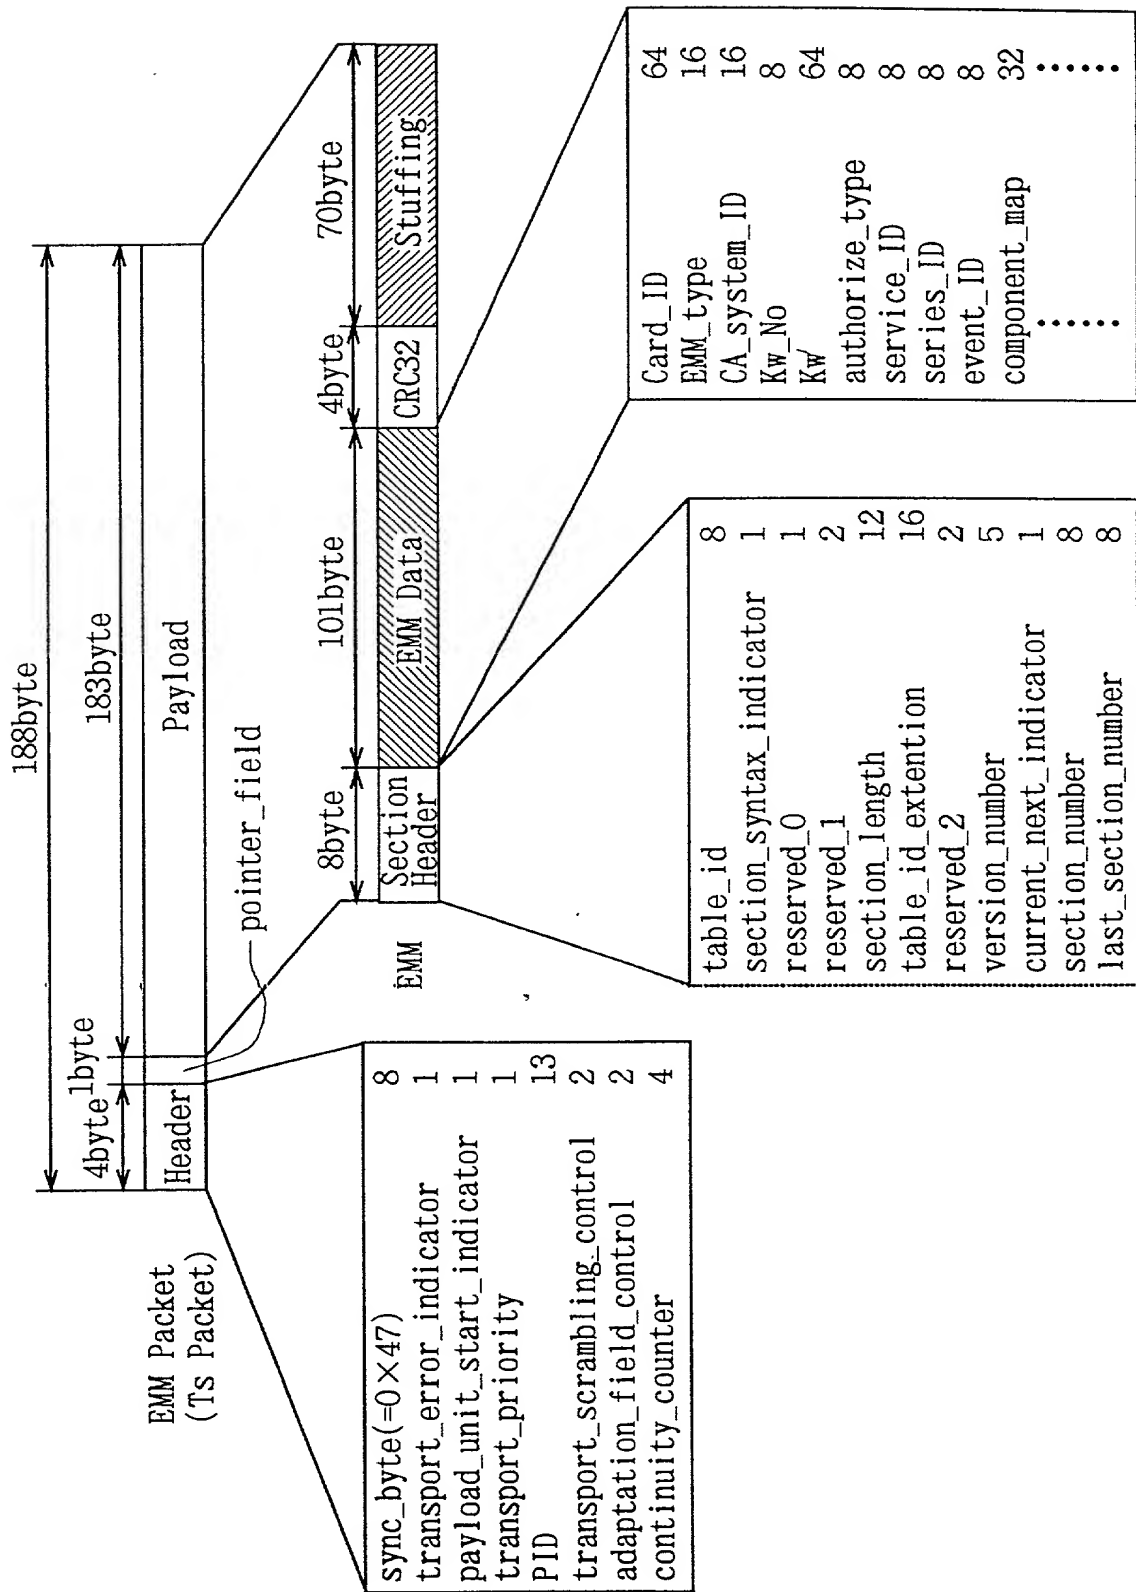 188byte
4byte 1byte 183byte
EMM Packet
(Ts Packet)
Header Payload
pointer_field
8byte 101byte 4byte 70byte
EMM
Section
Header
EMM Data
CRC32
Stuffing
sync_byte(=0×47) 8
transport_error_indicator 1
payload_unit_start_indicator 1
transport_priority 1
PID 13
transport_scrambling_control 2
adaptation_field_control 2
continuity_counter 4
table_id 8
section_syntax_indicator 1
reserved_0 1
reserved_1 2
section_length 12
table_id_extention 16
reserved_2 2
version_number 5
current_next_indicator 1
section_number 8
last_section_number 8
Card_ID 64
EMM_type 16
CA_system_ID 16
Kw_No 8
Kw′ 64
authorize_type 8
service_ID 8
series_ID 8
event_ID 8
component_map 32
...... ......